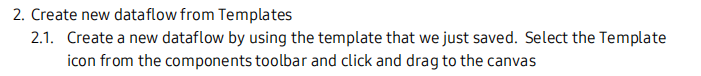 2. Create new dataflow from Templates
2.1. Create a new dataflow by using the template that we just saved. Select the Template
icon from the components toolbar and click and drag to the canvas